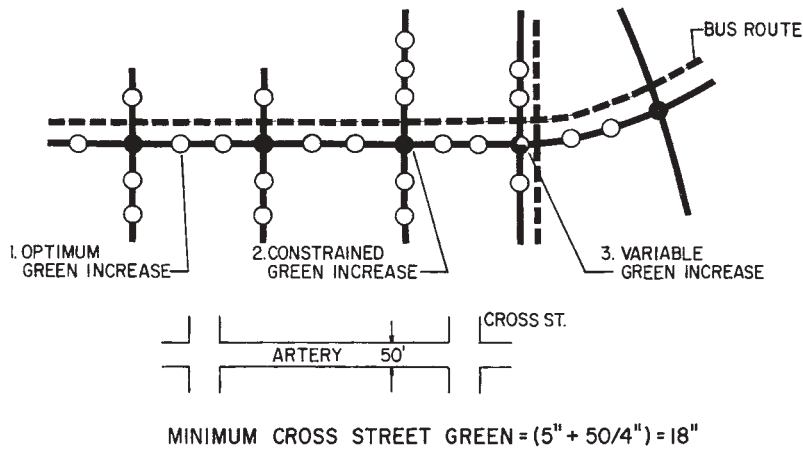 BUS ROUTE
1. OPTIMUM
GREEN INCREASE
2. CONSTRAINED
GREEN INCREASE
3. VARIABLE
GREEN INCREASE
CROSS ST.
ARTERY 50'
MINIMUM CROSS STREET GREEN = (5" + 50/4") = 18"